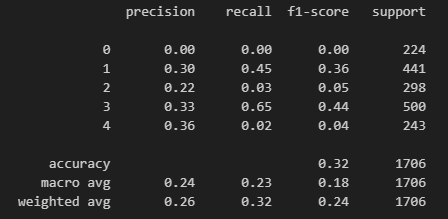 precision recall f1-score support
0 0.00 0.00 0.00 224
1 0.30 0.45 0.36 441
2 0.22 0.03 0.05 298
3 0.33 0.65 0.44 500
4 0.36 0.02 0.04 243
accuracy 0.32 1706
macro avg 0.24 0.23 0.18 1706
weighted avg 0.26 0.32 0.24 1706